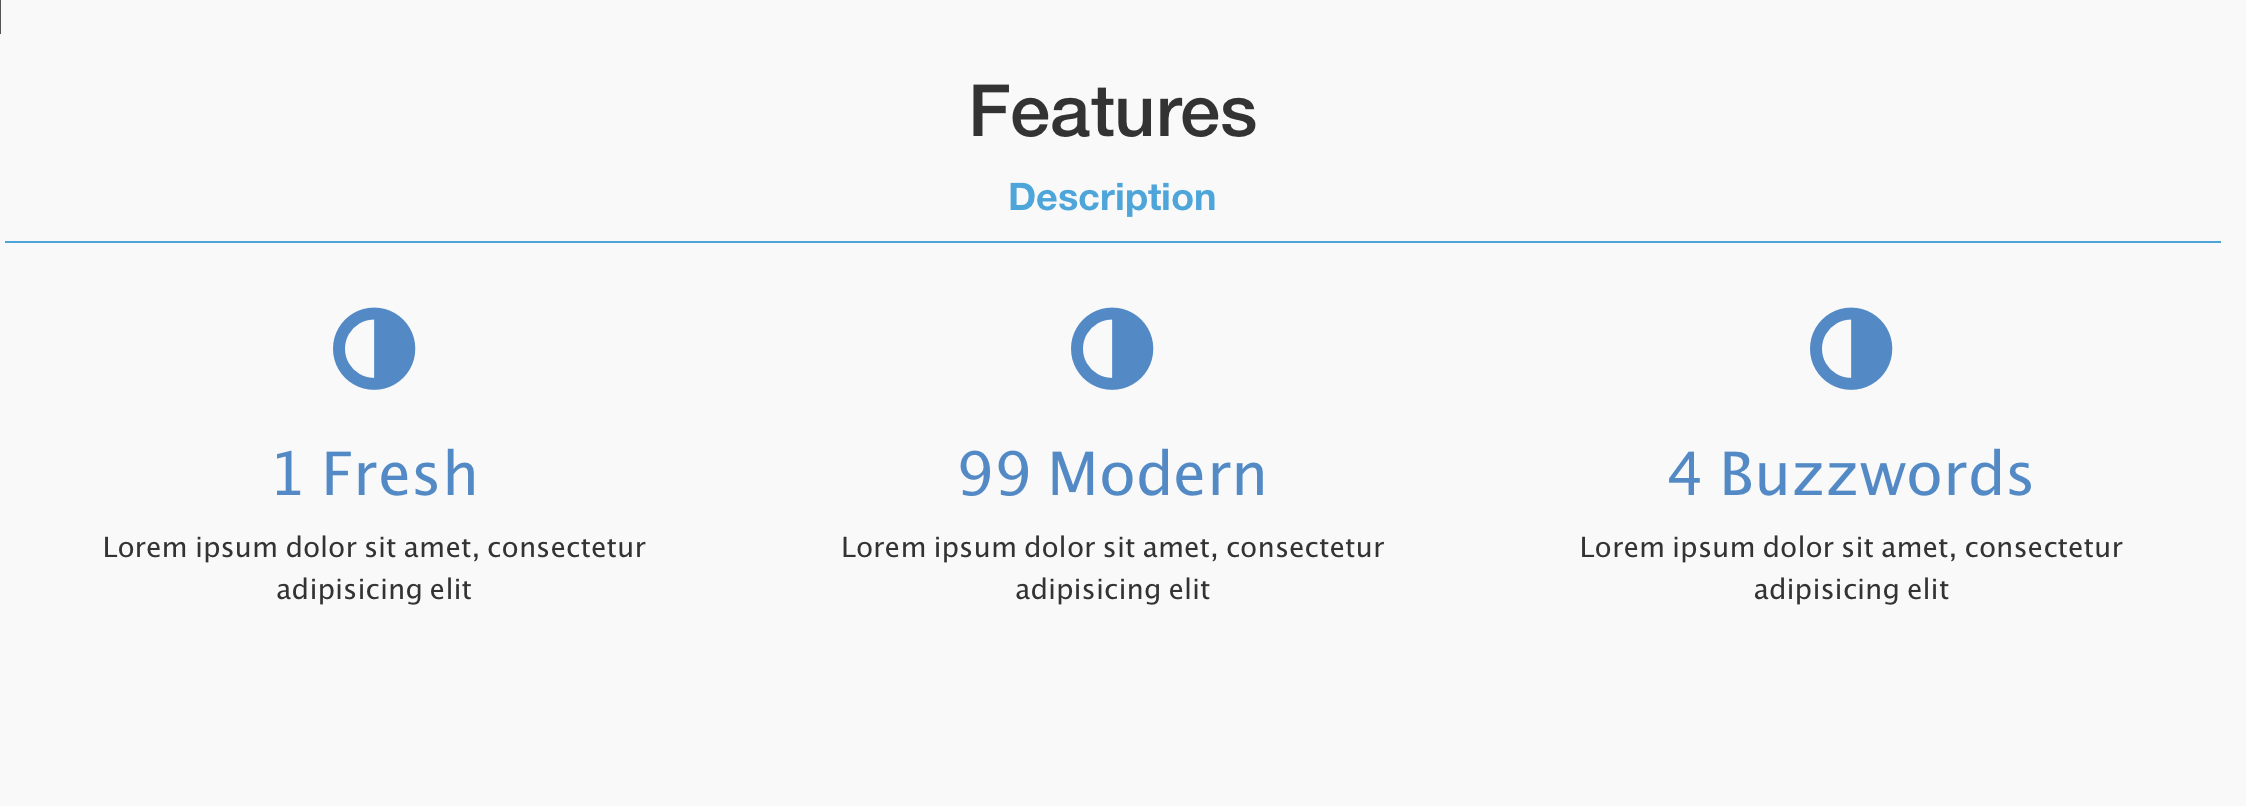 Features
Description
1 Fresh
Lorem ipsum dolor sit amet, consectetur
adipisicing elit
99 Modern
Lorem ipsum dolor sit amet, consectetur
adipisicing elit
4 Buzzwords
Lorem ipsum dolor sit amet, consectetur
adipisicing elit